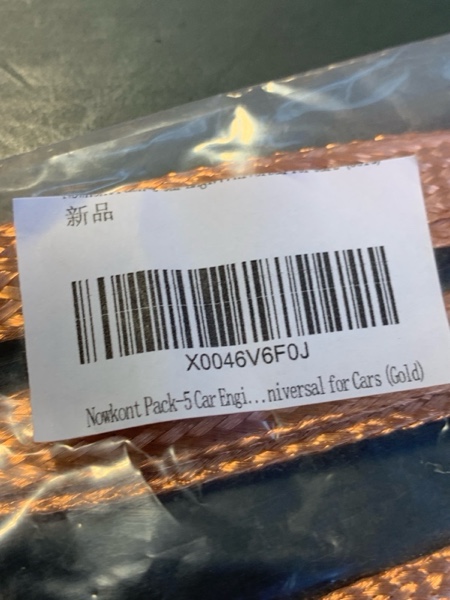 新品
X0046V6F0J
Nowkont Pack-5 Car Engi...niversal for Cars (Gold)